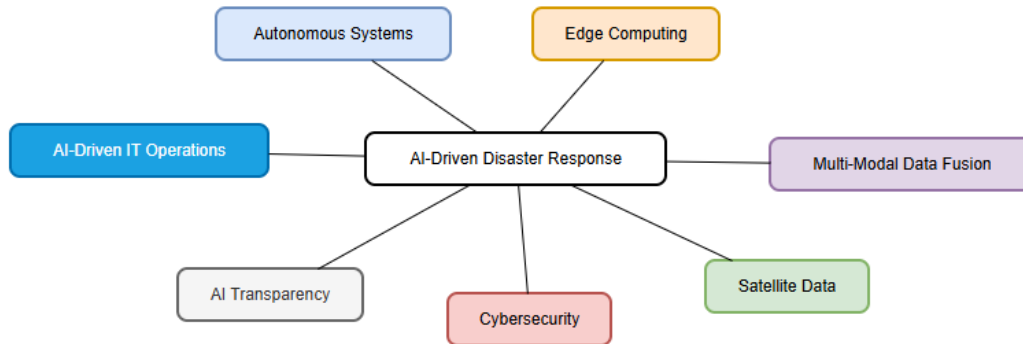 Autonomous Systems
Edge Computing
AI-Driven IT Operations
AI-Driven Disaster Response
Multi-Modal Data Fusion
AI Transparency
Cybersecurity
Satellite Data